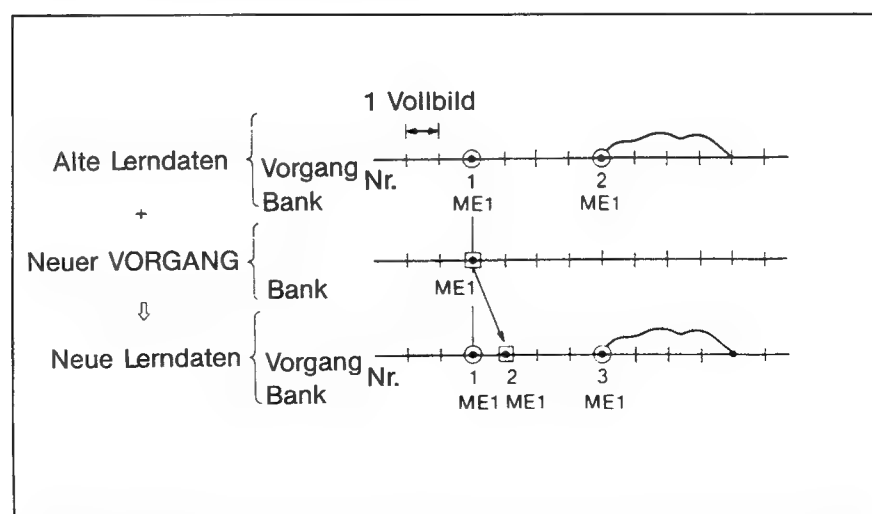 1 Vollbild
Alte Lerndaten
Vorgang Nr.
1 2
Bank
ME1 ME1
+
Neuer VORGANG
Bank
ME1
⇩
Neue Lerndaten
Vorgang Nr.
1 2 3
Bank
ME1 ME1 ME1